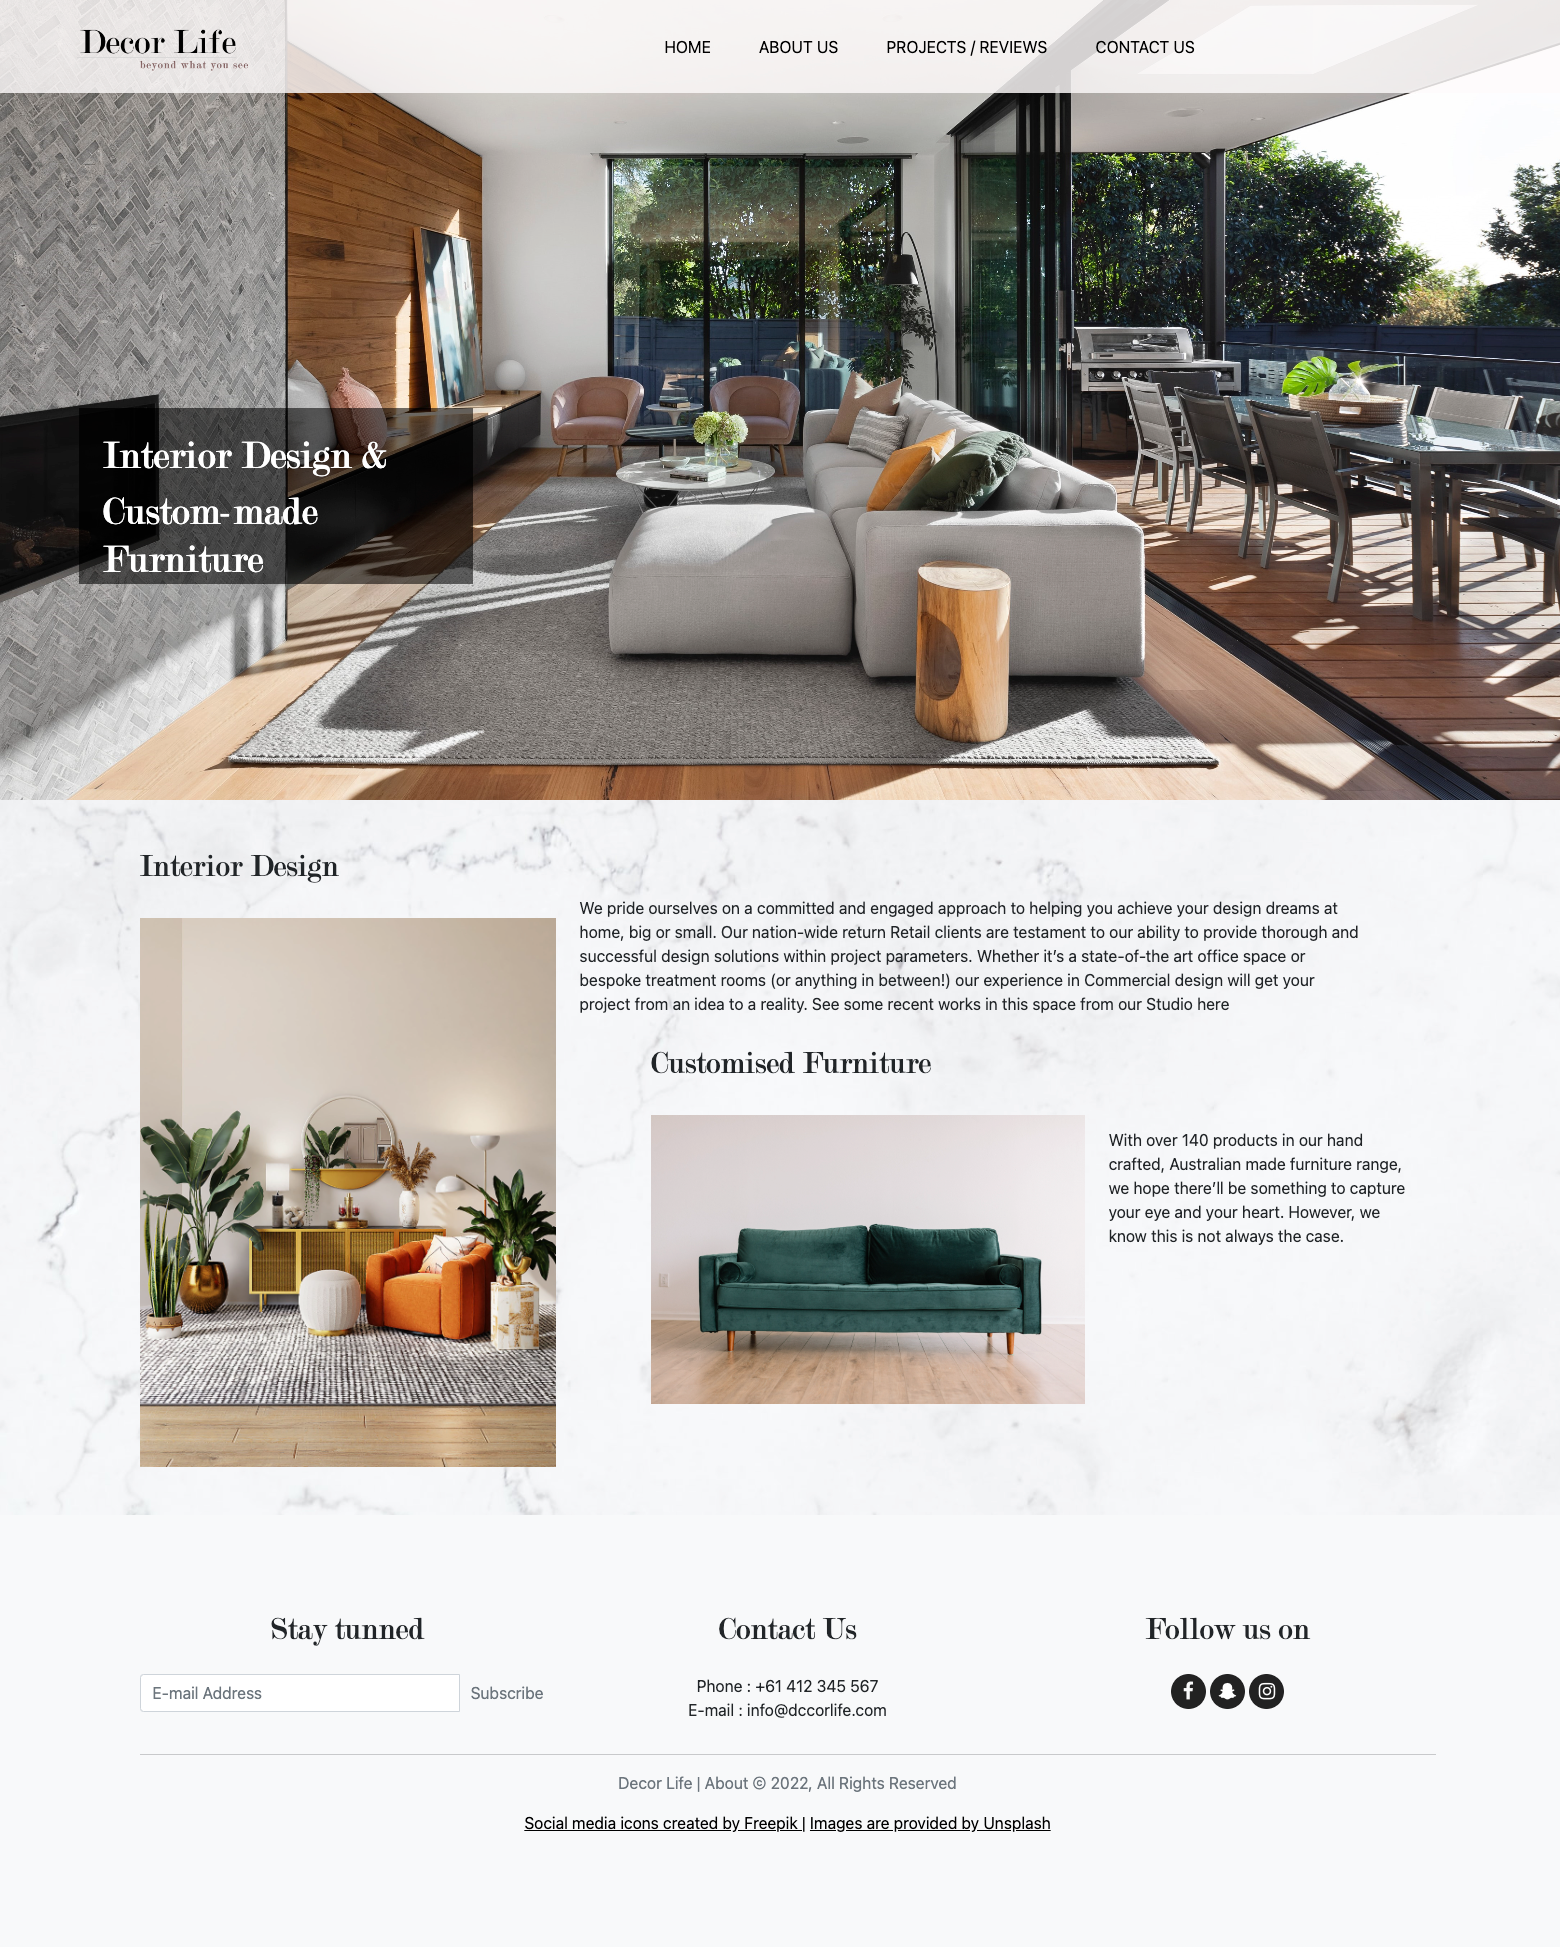 Decor Life
beyond what you see
HOME
ABOUT US
PROJECTS / REVIEWS
CONTACT US
Interior Design &
Custom-made
Furniture
Interior Design
We pride ourselves on a committed and engaged approach to helping you achieve your design dreams at
home, big or small. Our nation-wide return Retail clients are testament to our ability to provide thorough and
successful design solutions within project parameters. Whether it’s a state-of-the art office space or
bespoke treatment rooms (or anything in between!) our experience in Commercial design will get your
project from an idea to a reality. See some recent works in this space from our Studio here
Customised Furniture
With over 140 products in our hand
crafted, Australian made furniture range,
we hope there’ll be something to capture
your eye and your heart. However, we
know this is not always the case.
Stay tunned
E-mail Address
Subscribe
Contact Us
Phone : +61 412 345 567
E-mail : info@dccorlife.com
Follow us on
Decor Life | About © 2022, All Rights Reserved
Social media icons created by Freepik | Images are provided by Unsplash